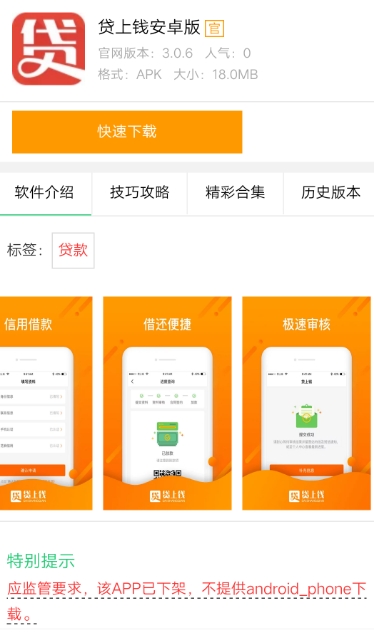 贷
贷上钱安卓版 官
官网版本：3.0.6 人气：0
格式：APK 大小：18.0MB
快速下载
软件介绍 技巧攻略 精彩合集 历史版本
标签： 贷款
信用借款 借还便捷 极速审核
贷上钱 贷上钱 贷上钱
特别提示
应监管要求，该APP已下架，不提供android_phone下
载。